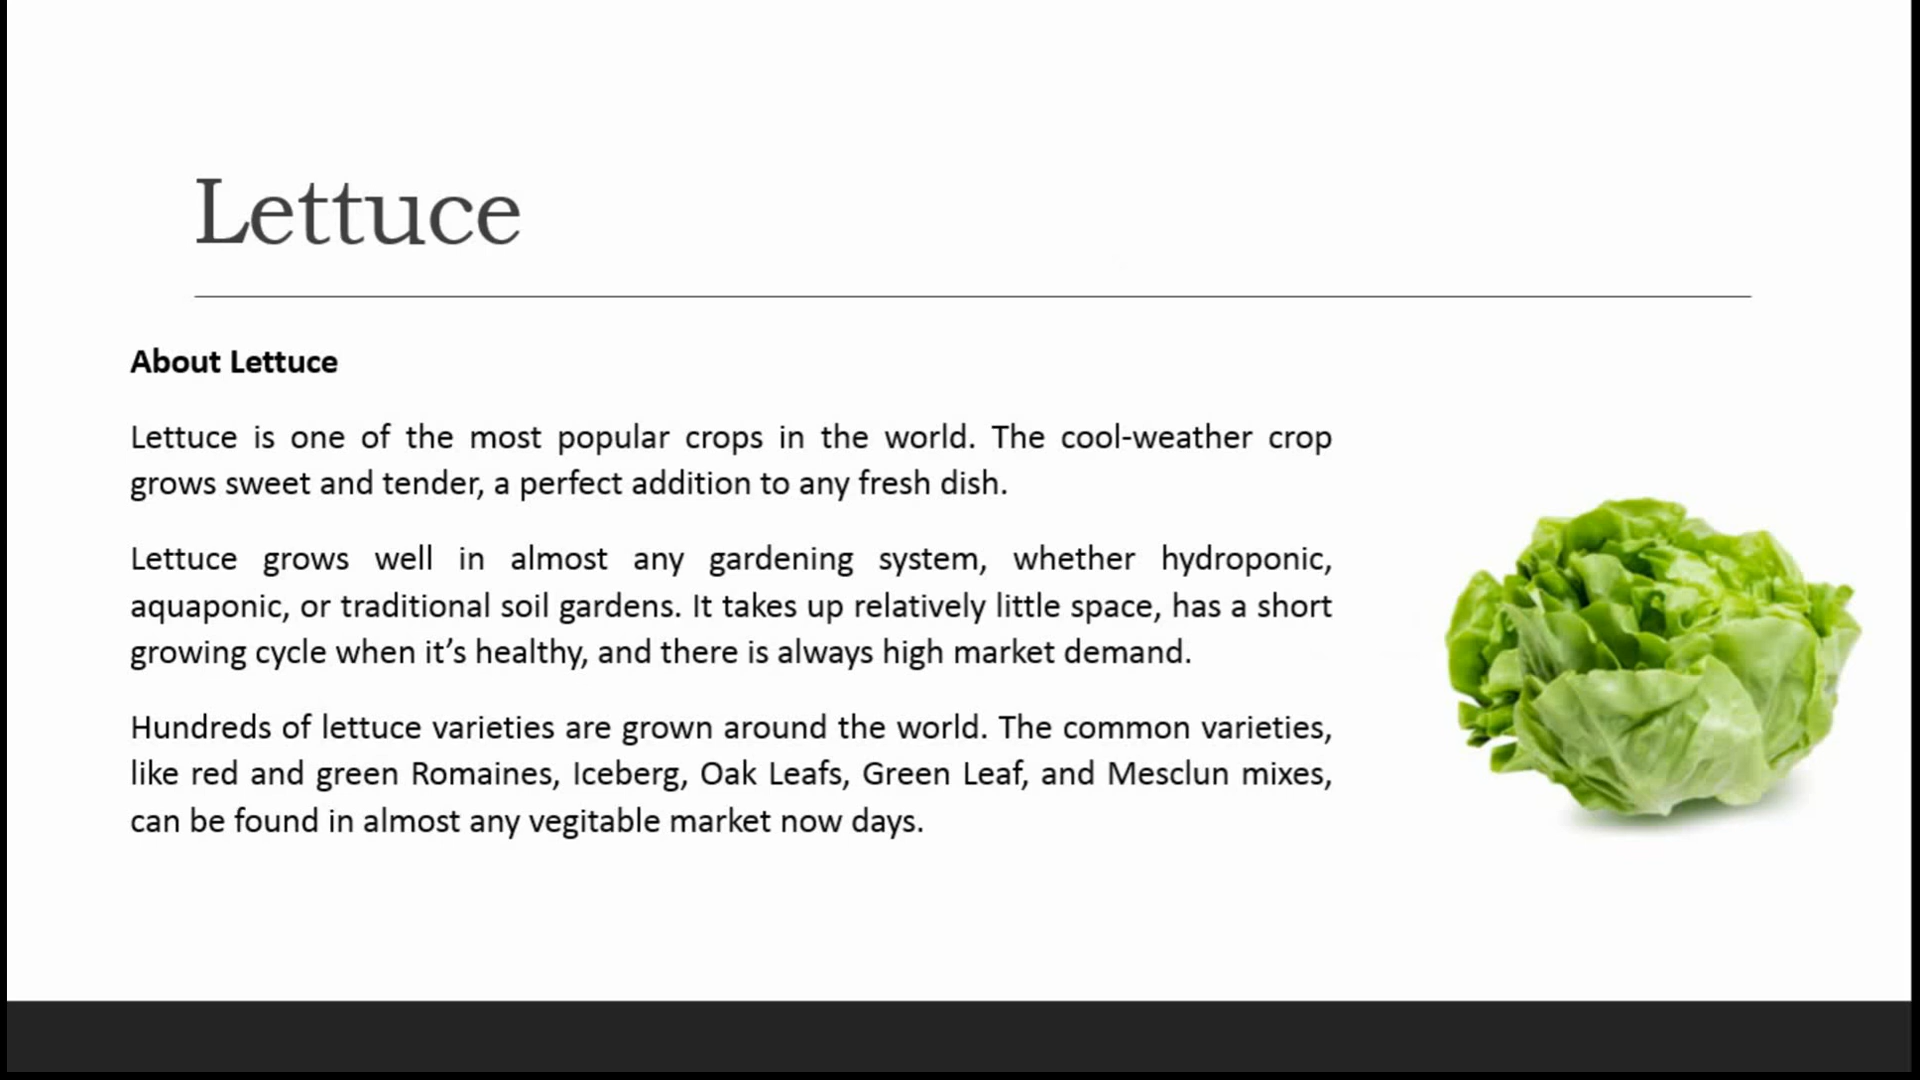 Lettuce
About Lettuce
Lettuce is one of the most popular crops in the world. The cool-weather crop
grows sweet and tender, a perfect addition to any fresh dish.
Lettuce grows well in almost any gardening system, whether hydroponic,
aquaponic, or traditional soil gardens. It takes up relatively little space, has a short
growing cycle when it’s healthy, and there is always high market demand.
Hundreds of lettuce varieties are grown around the world. The common varieties,
like red and green Romaines, Iceberg, Oak Leafs, Green Leaf, and Mesclun mixes,
can be found in almost any vegitable market now days.